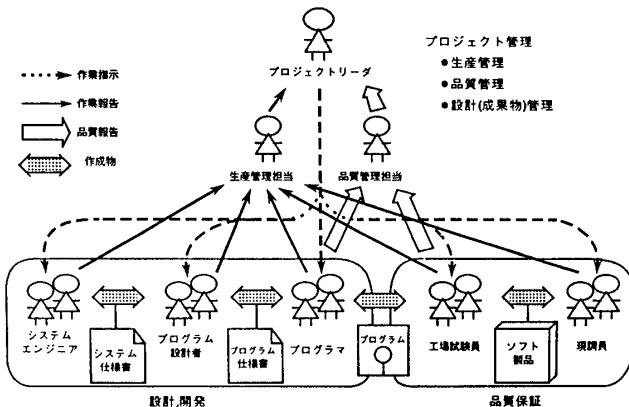 プロジェクト管理
●生産管理
●品質管理
●設計(成果物)管理
プロジェクトリーダ
作業指示
作業報告
品質報告
作成物
生産管理担当
品質管理担当
システム
エンジニア
システム
仕様書
プログラム
設計者
プログラム
仕様書
プログラマ
プログラム
工場試験員
ソフト
製品
現調員
設計,開発
品質保証